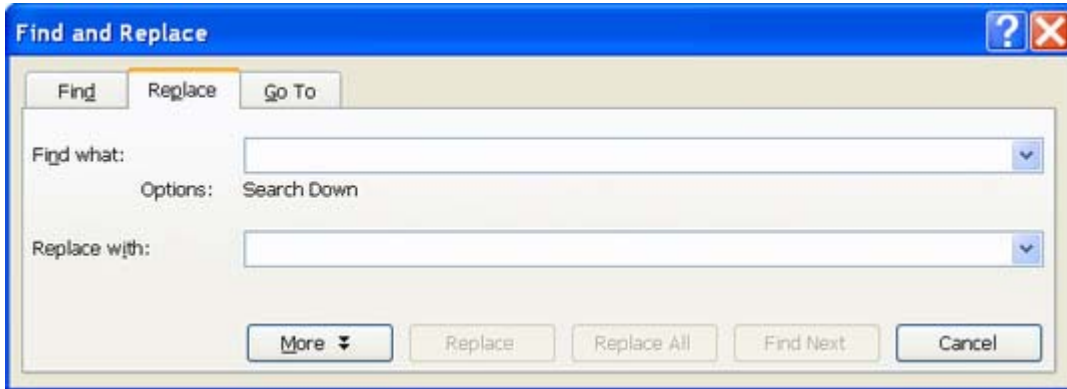 Find and Replace
Find Replace Go To
Find what:
Options: Search Down
Replace with:
More Replace Replace All Find Next Cancel